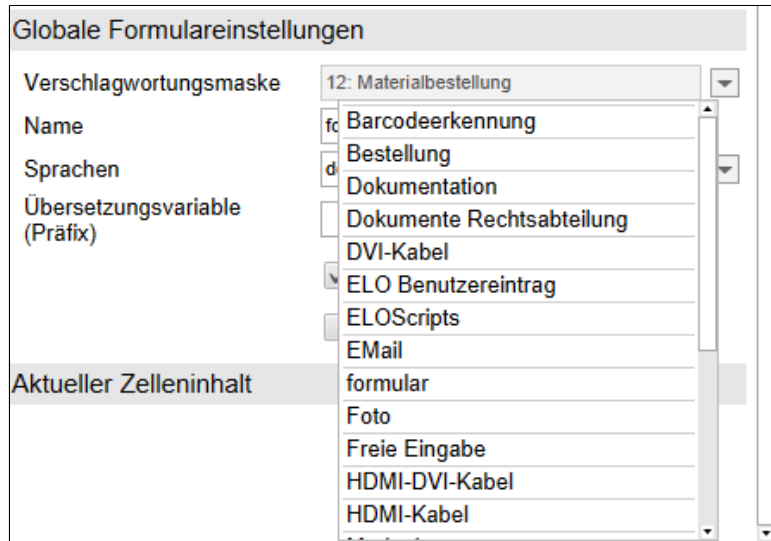 Globale Formulareinstellungen
Verschlagwortungsmaske 12: Materialbestellung
Name
Sprachen
Übersetzungsvariable
(Präfix)
Barcodeerkennung
Bestellung
Dokumentation
Dokumente Rechtsabteilung
DVI-Kabel
ELO Benutzereintrag
ELOScripts
EMail
formular
Foto
Freie Eingabe
HDMI-DVI-Kabel
HDMI-Kabel
Aktueller Zelleninhalt